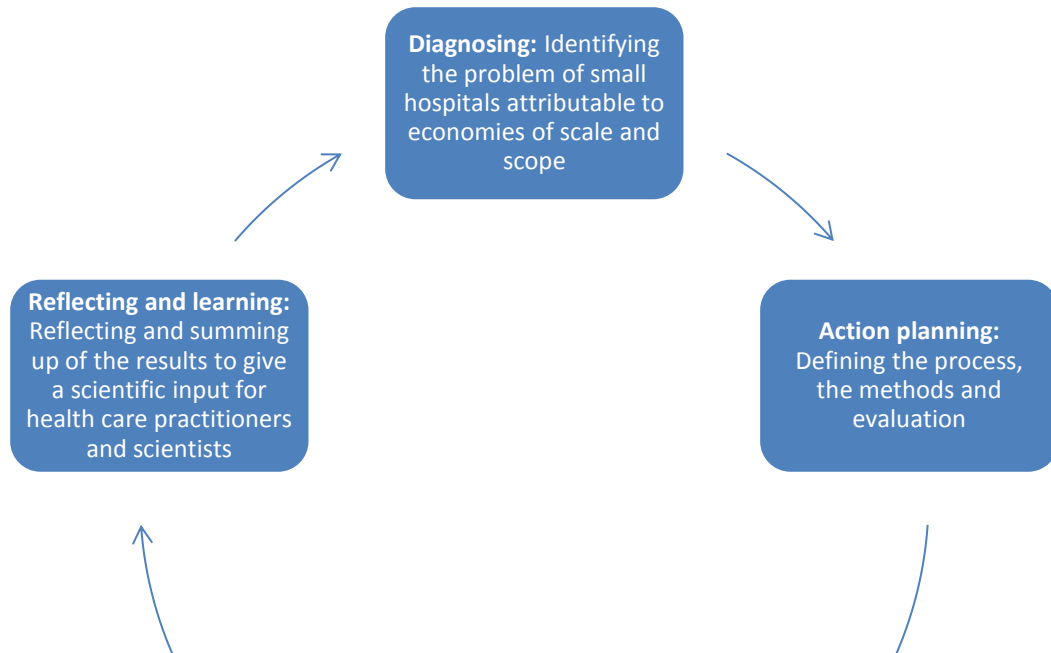 Diagnosing: Identifying
the problem of small
hospitals attributable to
economies of scale and
scope
Reflecting and learning:
Reflecting and summing
up of the results to give
a scientific input for
health care practitioners
and scientists
Action planning:
Defining the process,
the methods and
evaluation